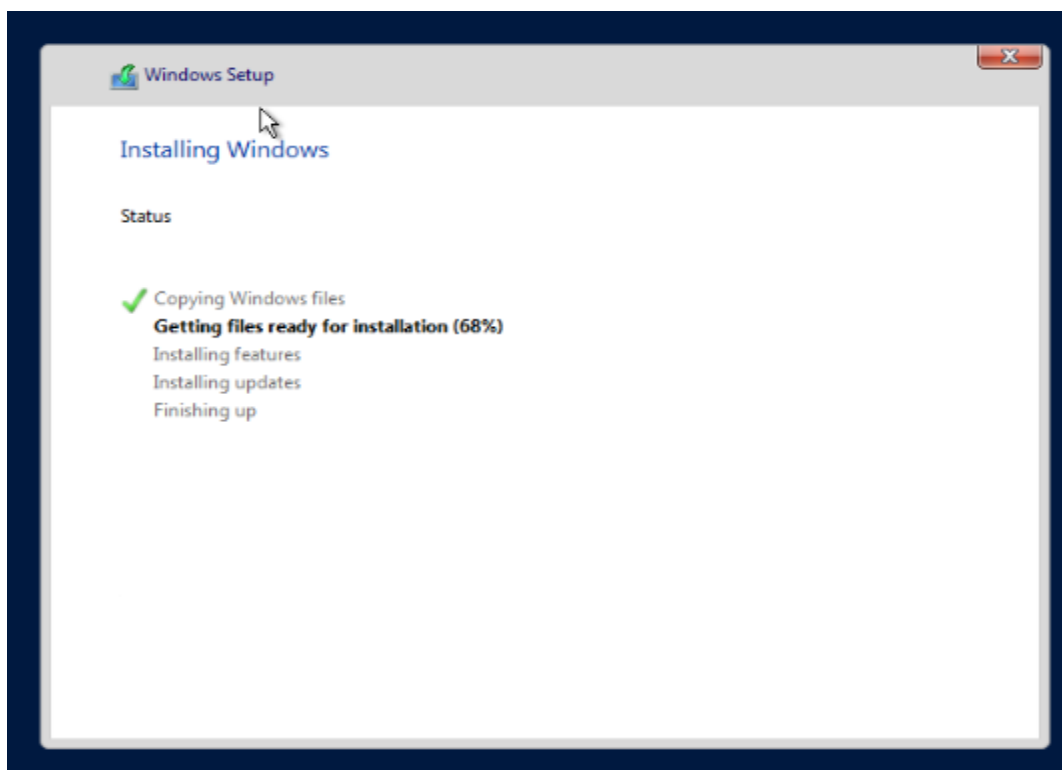 Windows Setup
Installing Windows
Status
Copying Windows files
Getting files ready for installation (68%)
Installing features
Installing updates
Finishing up